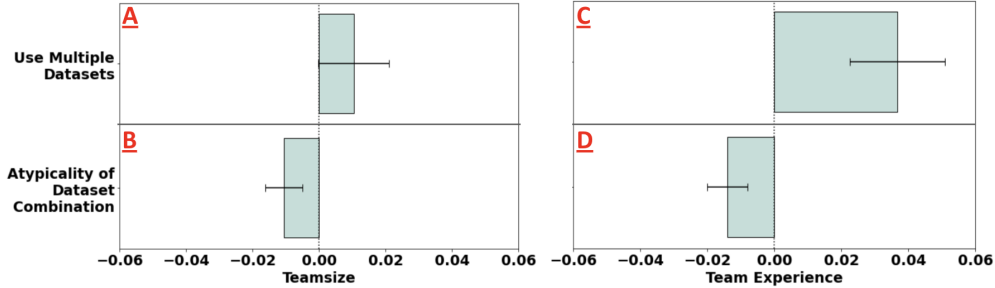 A
C
Use Multiple
Datasets
B
D
Atypicality of
Dataset
Combination
−0.06 −0.04 −0.02 0.00 0.02 0.04 0.06
Teamsize
−0.06 −0.04 −0.02 0.00 0.02 0.04 0.06
Team Experience